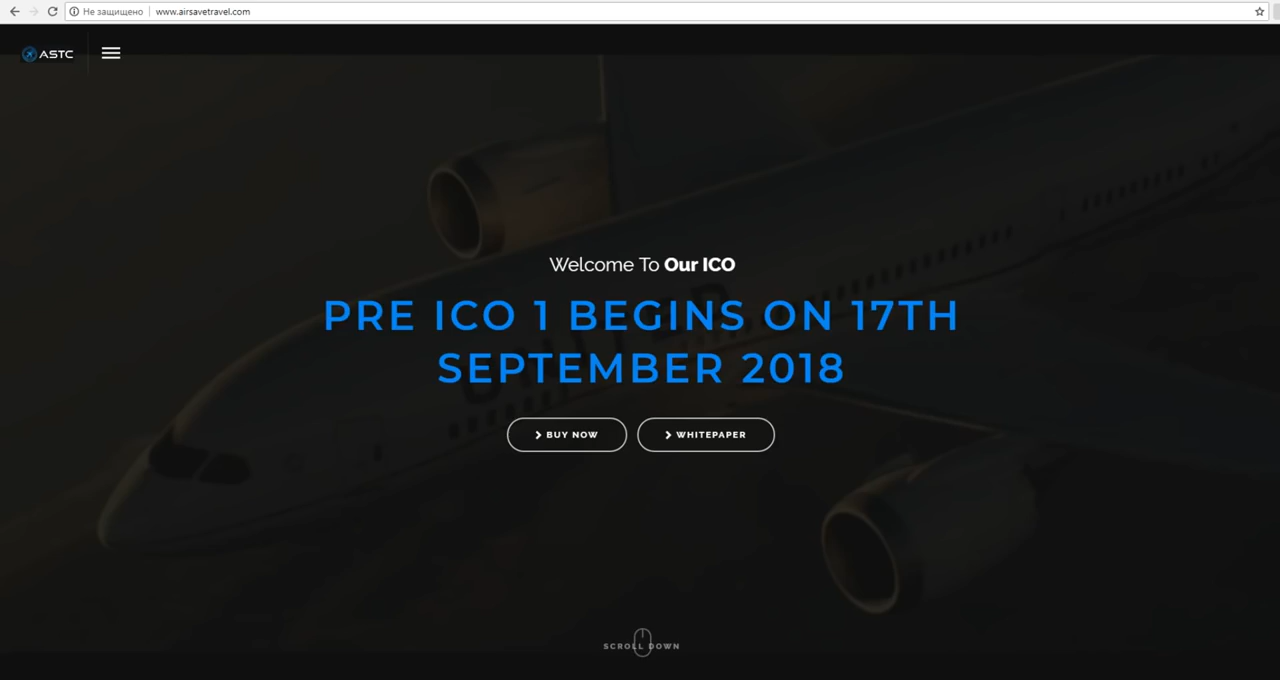 Не защищено
www.airsavetravel.com
ASTC
Welcome To Our ICO
PRE ICO 1 BEGINS ON 17TH
SEPTEMBER 2018
BUY NOW
WHITEPAPER
SCROLL DOWN